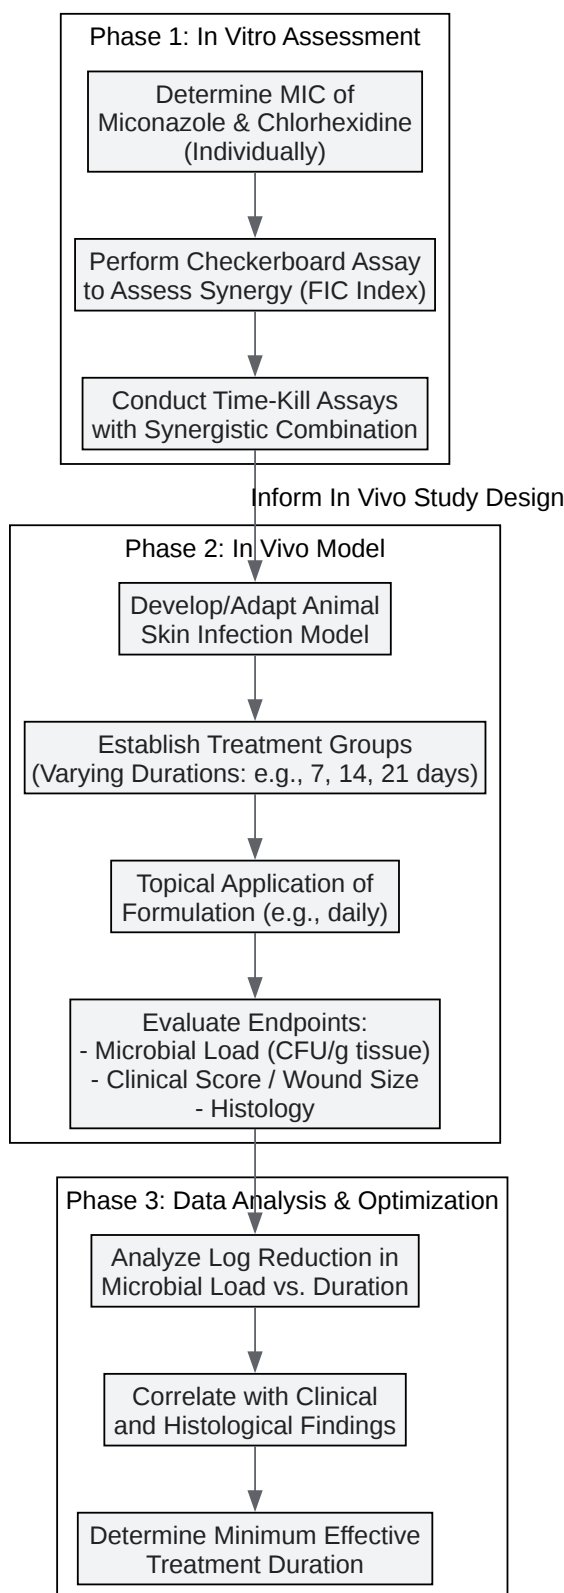 Phase 1: In Vitro Assessment
Determine MIC of
Miconazole & Chlorhexidine
(Individually)
Perform Checkerboard Assay
to Assess Synergy (FIC Index)
Conduct Time-Kill Assays
with Synergistic Combination
Inform In Vivo Study Design
Phase 2: In Vivo Model
Develop/Adapt Animal
Skin Infection Model
Establish Treatment Groups
(Varying Durations: e.g., 7, 14, 21 days)
Topical Application of
Formulation (e.g., daily)
Evaluate Endpoints:
- Microbial Load (CFU/g tissue)
- Clinical Score / Wound Size
- Histology
Phase 3: Data Analysis & Optimization
Analyze Log Reduction in
Microbial Load vs. Duration
Correlate with Clinical
and Histological Findings
Determine Minimum Effective
Treatment Duration